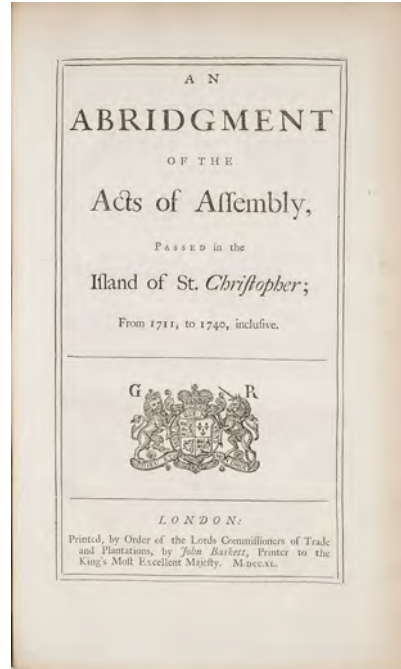 A N
ABRIDGMENT
OF THE
Acts of Aſſembly,
PASSED in the
Iſland of St. Chriſtopher;
From 1711, to 1740, incluſive.
G R
LONDON:
Printed, by Order of the Lords Commiſſioners of Trade
and Plantations, by John Baskett, Printer to the
King's Moſt Excellent Majeſty. M.DCC.XL.